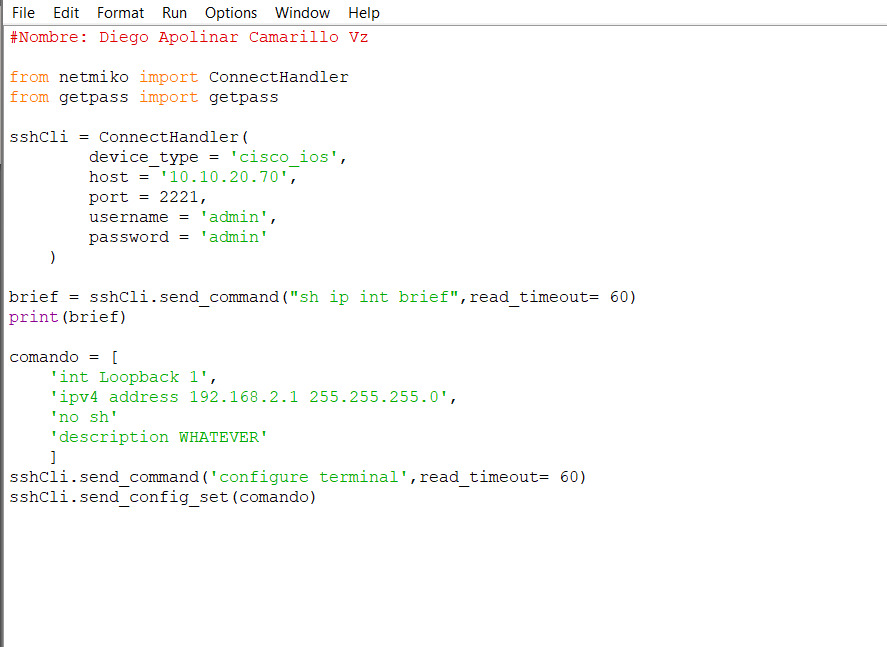 File Edit Format Run Options Window Help
#Nombre: Diego Apolinar Camarillo Vz
from netmiko import ConnectHandler
from getpass import getpass
sshCli = ConnectHandler(
device_type = 'cisco_ios',
host = '10.10.20.70',
port = 2221,
username = 'admin',
password = 'admin'
)
brief = sshCli.send_command("sh ip int brief",read_timeout= 60)
print(brief)
comando = [
'int Loopback 1',
'ipv4 address 192.168.2.1 255.255.255.0',
'no sh'
'description WHATEVER'
]
sshCli.send_command('configure terminal',read_timeout= 60)
sshCli.send_config_set(comando)